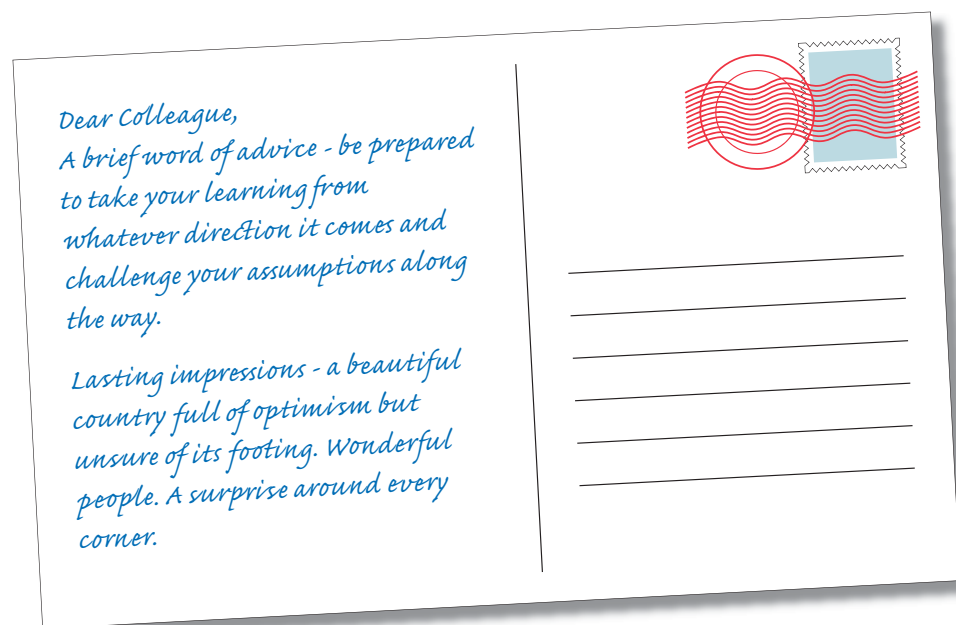 Dear Colleague,
A brief word of advice - be prepared
to take your learning from
whatever direction it comes and
challenge your assumptions along
the way.
Lasting impressions - a beautiful
country full of optimism but
unsure of its footing. Wonderful
people. A surprise around every
corner.